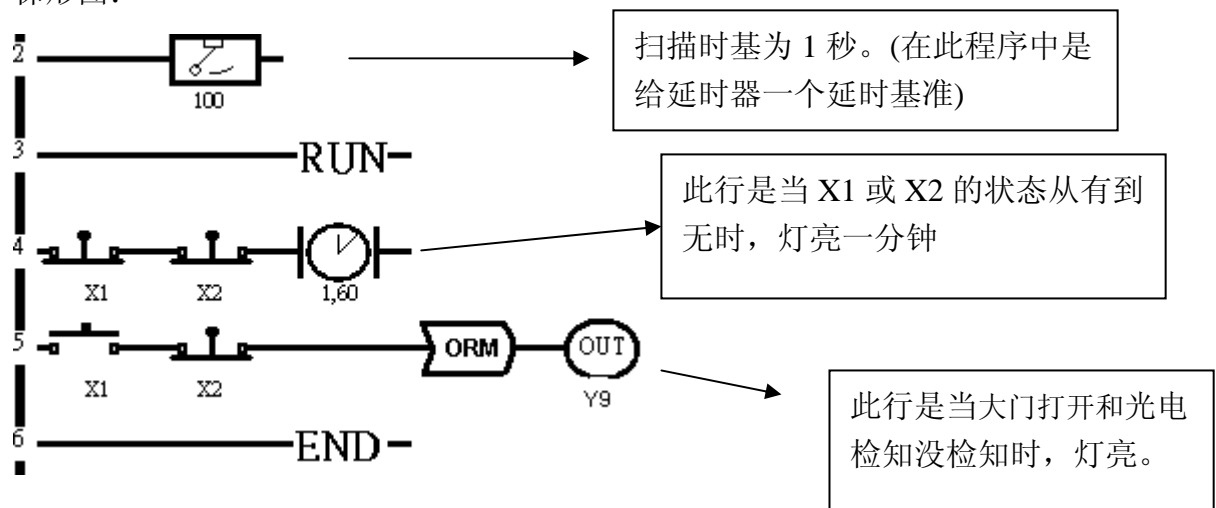 梯形图：
2
100
扫描时基为 1 秒。(在此程序中是
给延时器一个延时基准)
3
RUN
此行是当 X1 或 X2 的状态从有到
无时，灯亮一分钟
4
X1 X2 1,60
5
ORM OUT
X1 X2 Y9
此行是当大门打开和光电
检知没检知时，灯亮。
6
END